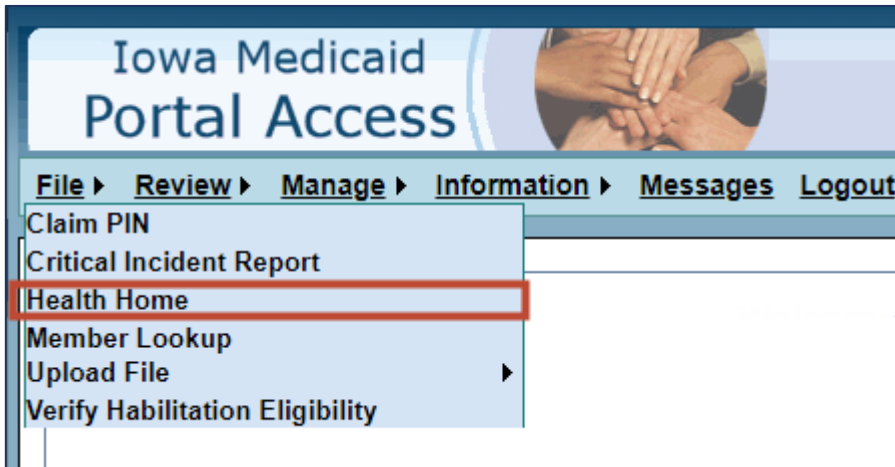 Iowa Medicaid
Portal Access
File Review Manage Information Messages Logout
Claim PIN
Critical Incident Report
Health Home
Member Lookup
Upload File
Verify Habilitation Eligibility